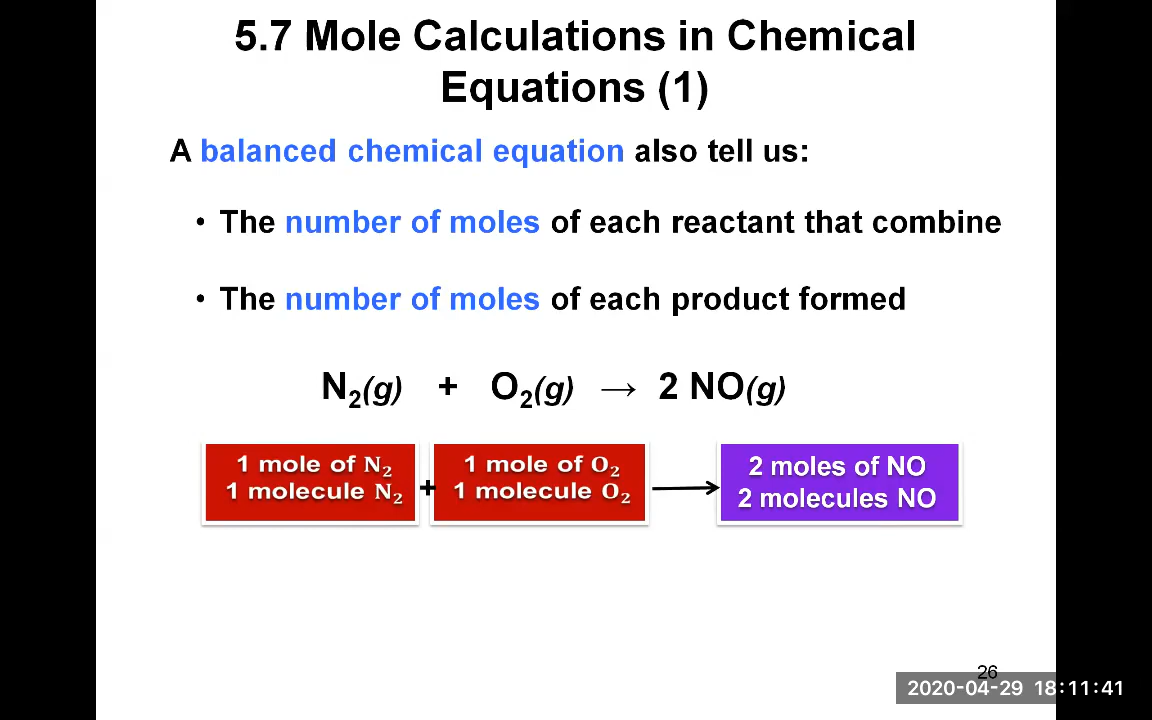 5.7 Mole Calculations in Chemical
Equations (1)
A balanced chemical equation also tell us:
• The number of moles of each reactant that combine
• The number of moles of each product formed
N₂(g) + O₂(g) → 2 NO(g)
1 mole of N₂
1 molecule N₂
+
1 mole of O₂
1 molecule O₂
2 moles of NO
2 molecules NO
26
2020-04-29 18:11:41